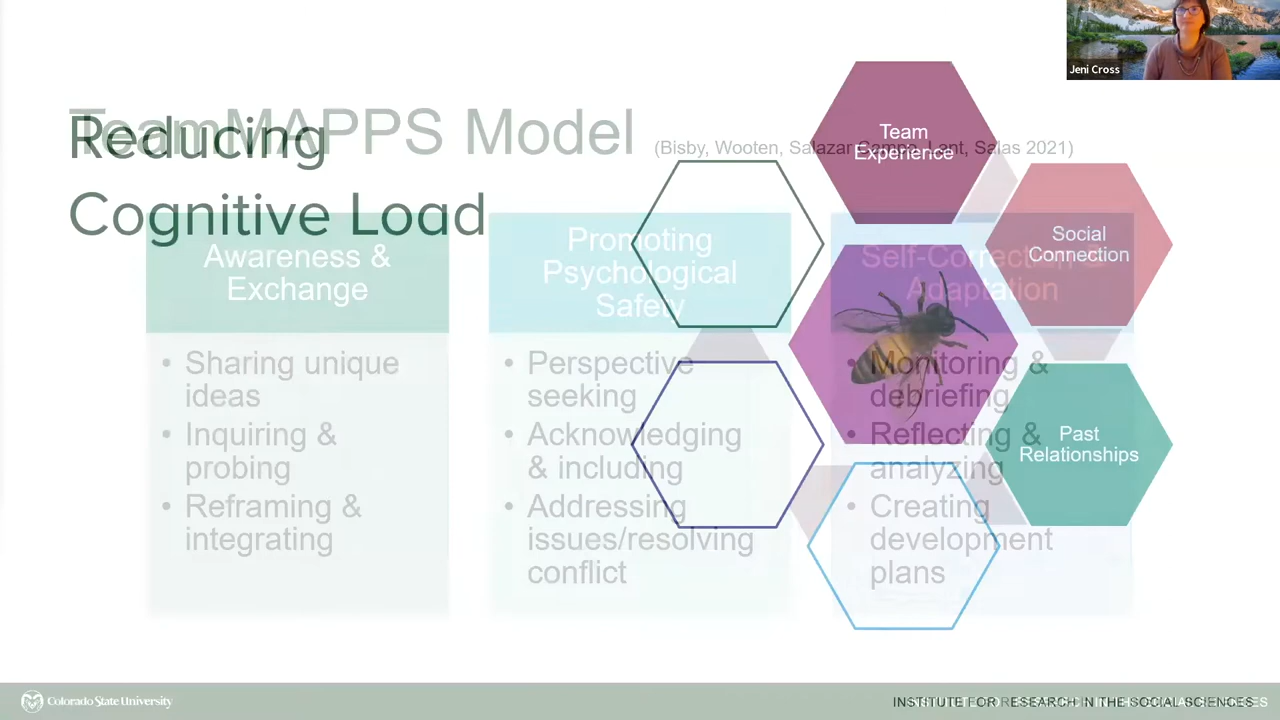 Jeni Cross
TeamMAPPS Model
(Bisby, Wooten, Salazar Campo, Lant, Salas 2021)
Reducing
Cognitive Load
Team
Experience
Social
Connection
Past
Relationships
Awareness &
Exchange
• Sharing unique
ideas
• Inquiring &
probing
• Reframing &
integrating
Promoting
Psychological
Safety
• Perspective
seeking
• Acknowledging
& including
• Addressing
issues/resolving
conflict
Self-Correction &
Adaptation
• Monitoring &
debriefing
• Reflecting &
analyzing
• Creating
development
plans
Colorado State University
INSTITUTE FOR RESEARCH IN THE SOCIAL SCIENCES